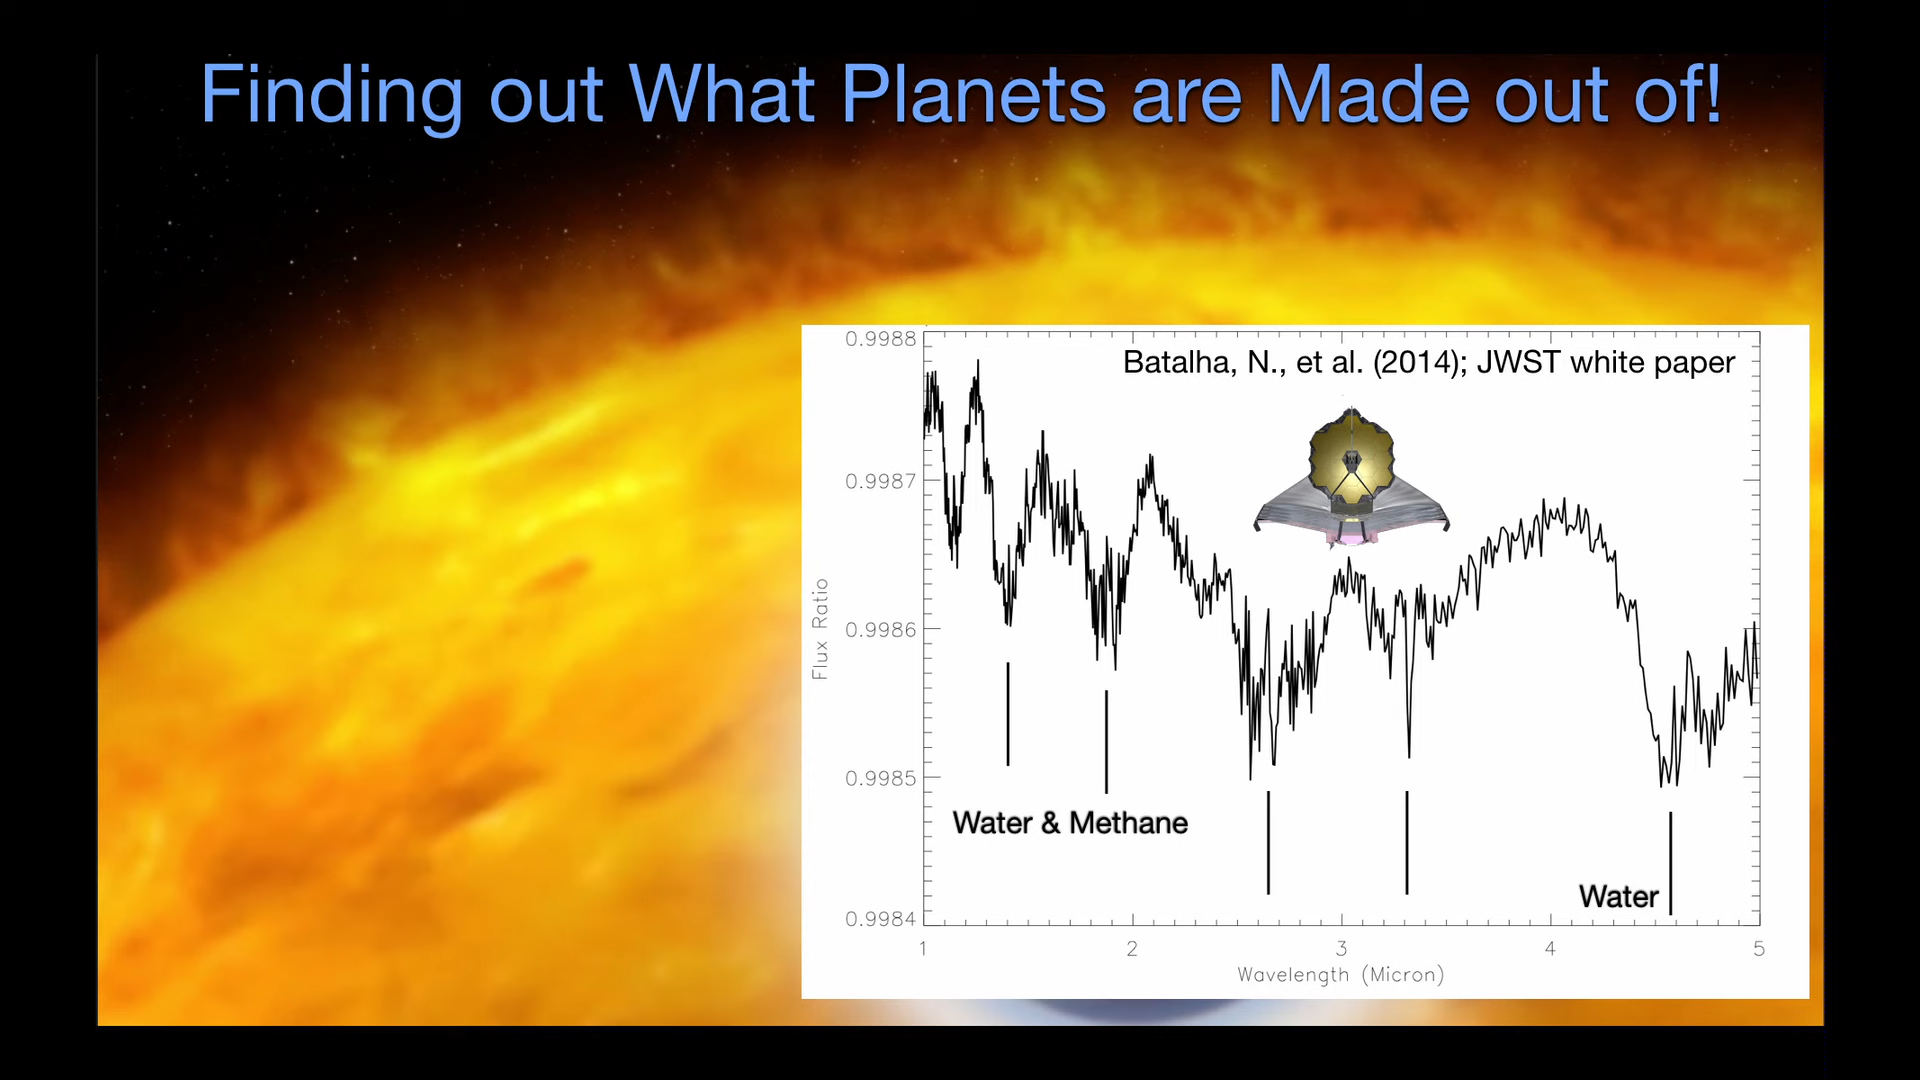 Finding out What Planets are Made out of!
Batalha, N., et al. (2014); JWST white paper
0.9988
0.9987
0.9986
0.9985
0.9984
Flux Ratio
Water & Methane
Water
1 2 3 4 5
Wavelength (Micron)